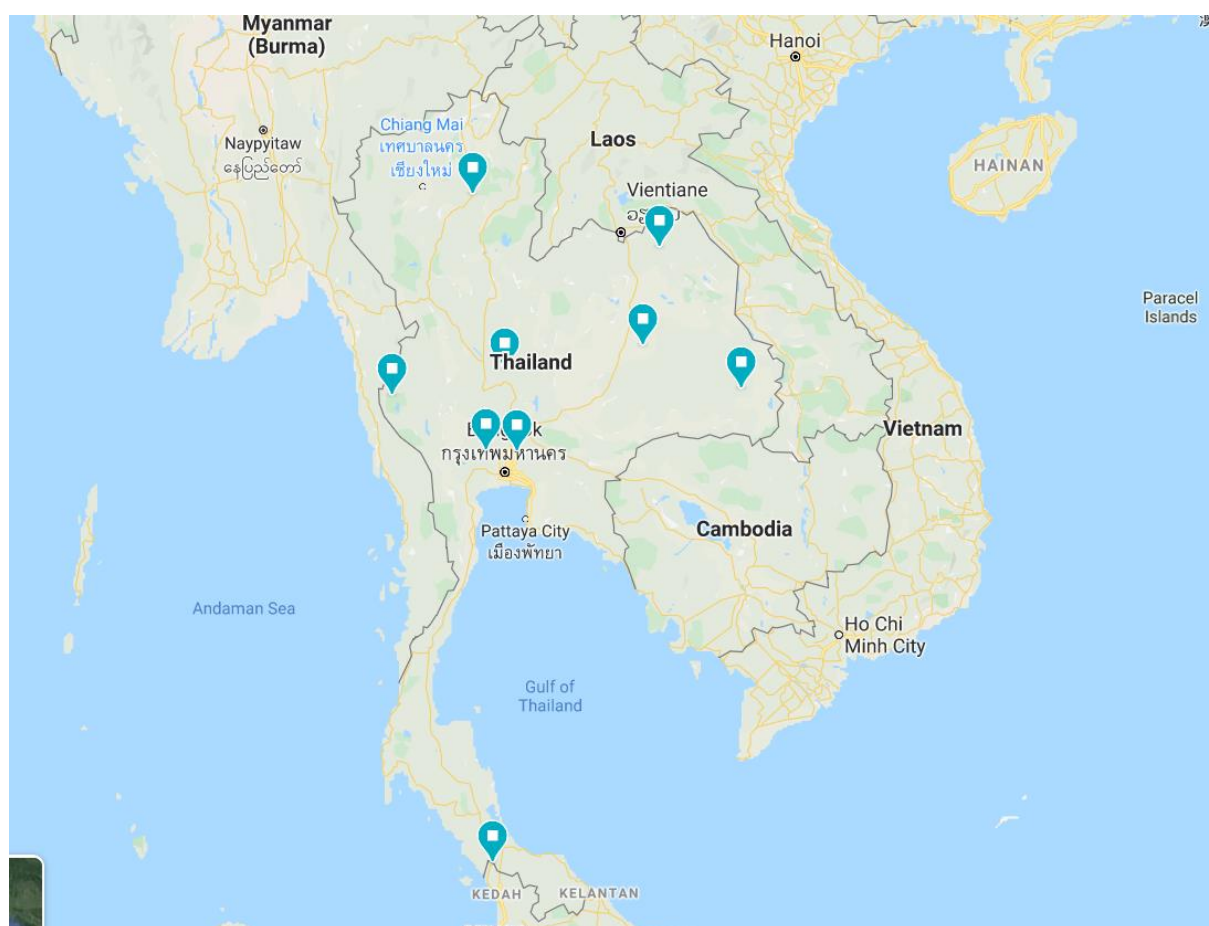 Myanmar
(Burma)
Hanoi
Naypyitaw
နေပြည်တော်
Chiang Mai
เทศบาลนคร
เชียงใหม่
Laos
HAINAN
Vientiane
Paracel
Islands
Thailand
Vietnam
กรุงเทพมหานคร
Cambodia
Pattaya City
เมืองพัทยา
Andaman Sea
Ho Chi
Minh City
Gulf of
Thailand
KEDAH
KELANTAN